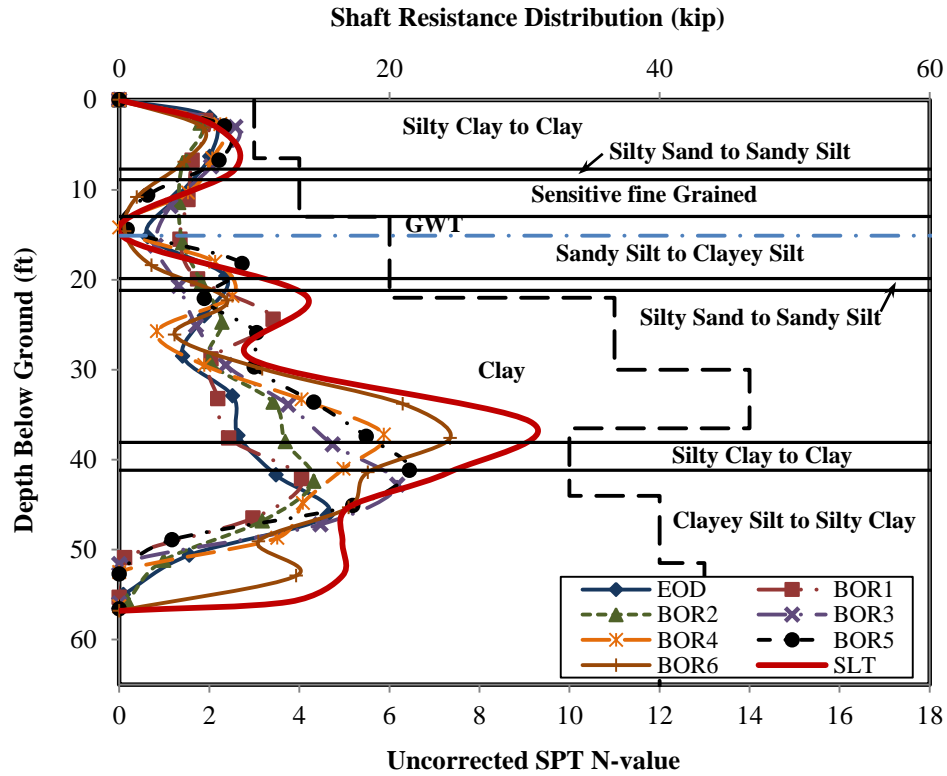 Shaft Resistance Distribution (kip)
0 20 40 60
0
10
20
30
40
50
60
Depth Below Ground (ft)
Silty Clay to Clay
Silty Sand to Sandy Silt
Sensitive fine Grained
GWT
Sandy Silt to Clayey Silt
Silty Sand to Sandy Silt
Clay
Silty Clay to Clay
Clayey Silt to Silty Clay
EOD BOR1
BOR2 BOR3
BOR4 BOR5
BOR6 SLT
0 2 4 6 8 10 12 14 16 18
Uncorrected SPT N-value